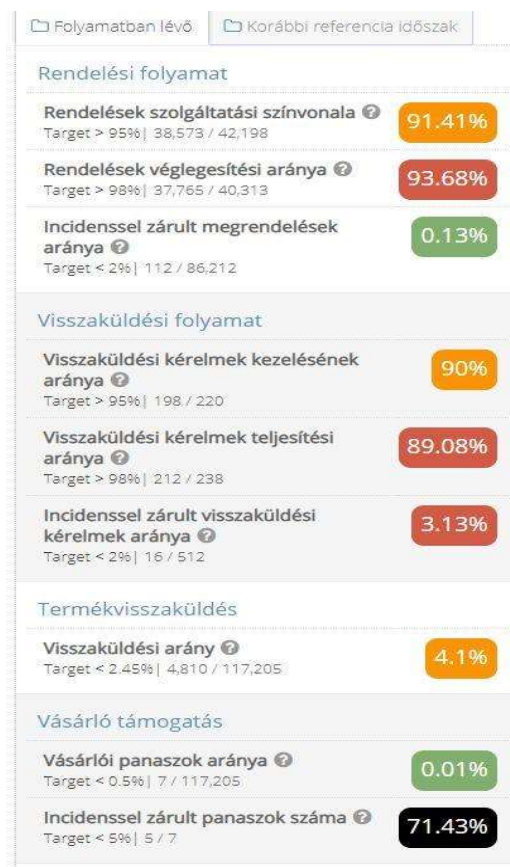 Folyamatban lévő Korábbi referencia időszak
Rendelési folyamat
Rendelések szolgáltatási színvonala
91.41%
Target > 95%| 38,573 / 42,198
Rendelések véglegesítési aránya
93.68%
Target > 98%| 37,765 / 40,313
Incidenssel zárult megrendelések
aránya
0.13%
Target < 2%| 112 / 86,212
Visszaküldési folyamat
Visszaküldési kérelmek kezelésének
aránya
90%
Target > 95%| 198 / 220
Visszaküldési kérelmek teljesítési
aránya
89.08%
Target > 98%| 212 / 238
Incidenssel zárult visszaküldési
kérelmek aránya
3.13%
Target < 2%| 16 / 512
Termékvisszaküldés
Visszaküldési arány
4.1%
Target < 2.45%| 4,810 / 117,205
Vásárló támogatás
Vásárlói panaszok aránya
0.01%
Target < 0.5%| 7 / 117,205
Incidenssel zárult panaszok száma
71.43%
Target < 5%| 5 / 7